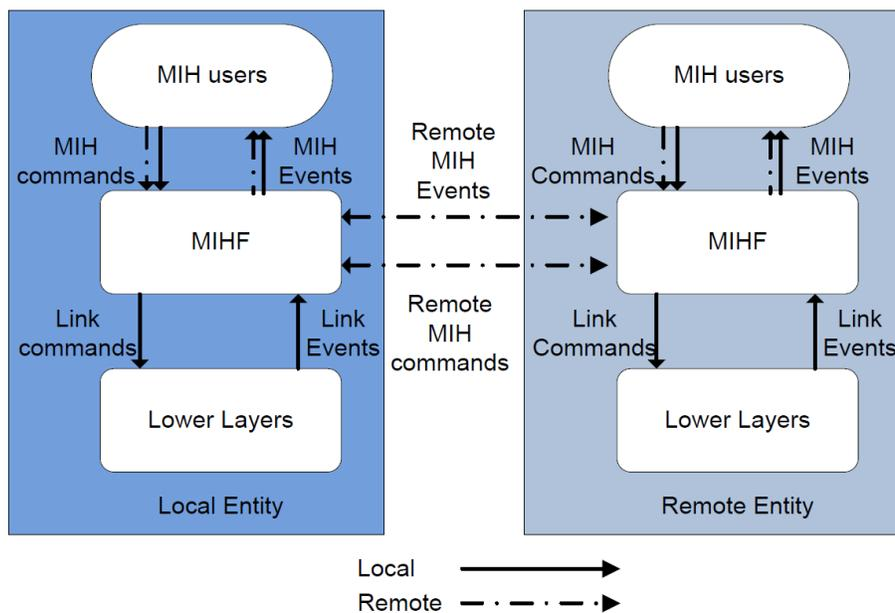 MIH users
MIH
commands
MIH
Events
MIHF
Link
commands
Link
Events
Lower Layers
Local Entity
Remote
MIH
Events
Remote
MIH
commands
MIH users
MIH
Commands
MIH
Events
MIHF
Link
Commands
Link
Events
Lower Layers
Remote Entity
Local
Remote